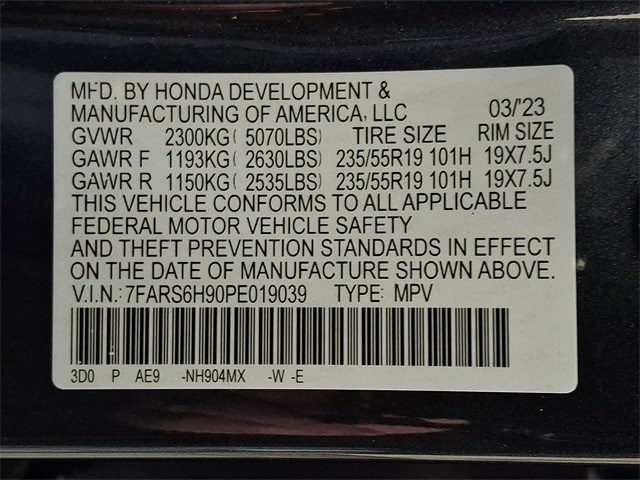 MFD. BY HONDA DEVELOPMENT &
MANUFACTURING OF AMERICA, LLC 03/'23
GVWR 2300KG( 5070LBS) TIRE SIZE RIM SIZE
GAWR F 1193KG( 2630LBS) 235/55R19 101H 19X7.5J
GAWR R 1150KG( 2535LBS) 235/55R19 101H 19X7.5J
THIS VEHICLE CONFORMS TO ALL APPLICABLE
FEDERAL MOTOR VEHICLE SAFETY
AND THEFT PREVENTION STANDARDS IN EFFECT
ON THE DATE OF MANUFACTURE SHOWN ABOVE.
V.I.N.:7FARS6H90PE019039 TYPE: MPV
3D0 P AE9 -NH904MX -W -E